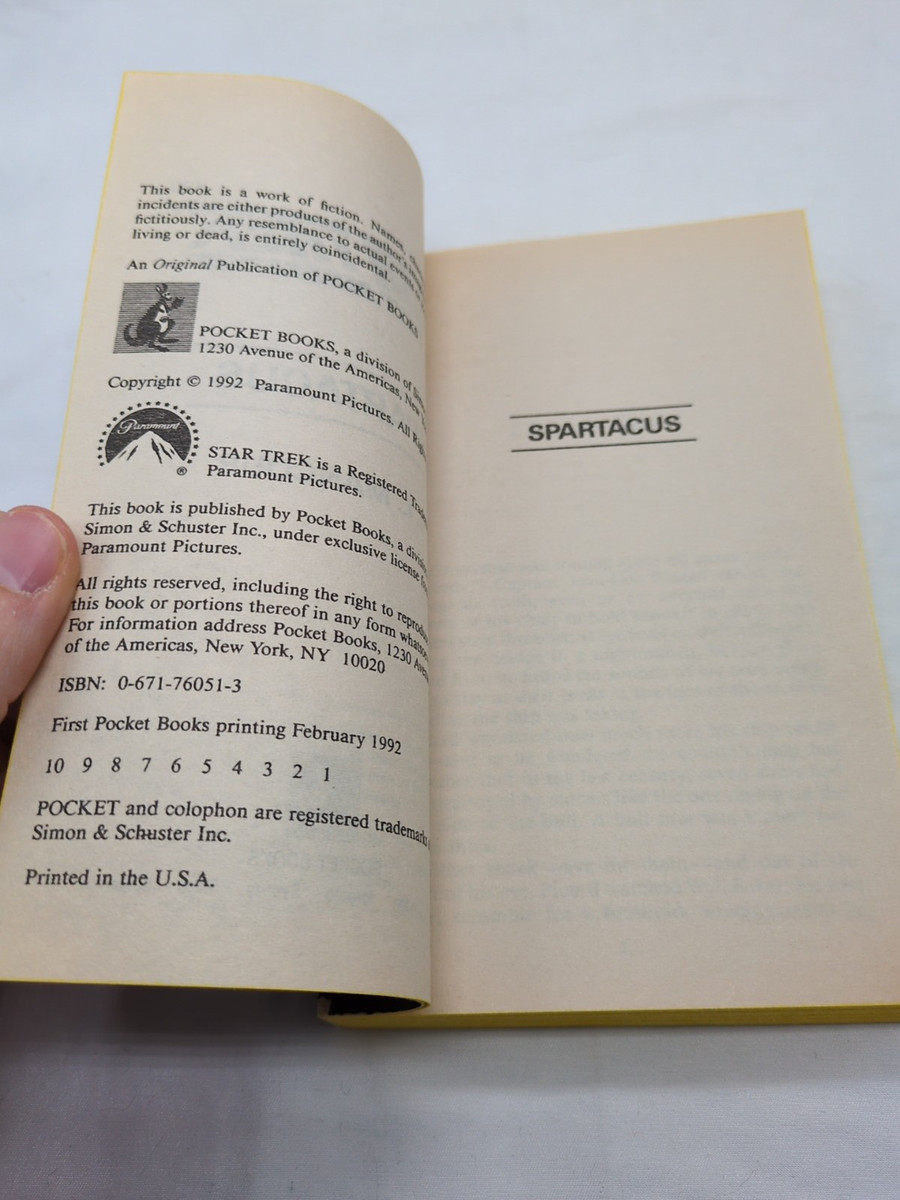 This book is a work of fiction. Names,
incidents are either products of the author's
fictitiously. Any resemblance to actual events
living or dead, is entirely coincidental.
An Original Publication of POCKET BOOKS
POCKET BOOKS, a division of
1230 Avenue of the Americas, New
Copyright © 1992 Paramount Pictures. All
Paramount
®
STAR TREK is a Registered
Paramount Pictures.
This book is published by Pocket Books, a
Simon & Schuster Inc., under exclusive license
Paramount Pictures.
All rights reserved, including the right to
this book or portions thereof in any form
For information address Pocket Books, 1230
of the Americas, New York, NY 10020
ISBN: 0-671-76051-3
First Pocket Books printing February 1992
10 9 8 7 6 5 4 3 2 1
POCKET and colophon are registered trademarks
Simon & Schuster Inc.
Printed in the U.S.A.
SPARTACUS